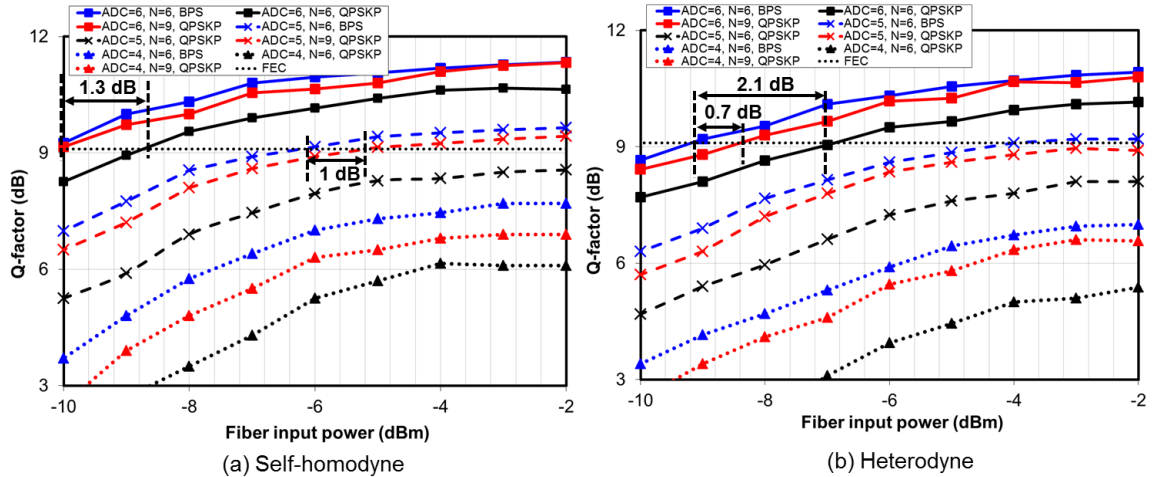 12
9
6
3
Q-factor (dB)
ADC=6, N=6, BPS
ADC=6, N=6, QPSKP
ADC=6, N=9, QPSKP
ADC=5, N=6, BPS
ADC=5, N=6, QPSKP
ADC=5, N=9, QPSKP
ADC=4, N=6, BPS
ADC=4, N=6, QPSKP
ADC=4, N=9, QPSKP
FEC
1.3 dB
1 dB
-10
-8
-6
-4
-2
Fiber input power (dBm)
(a) Self-homodyne
12
9
6
3
Q-factor (dB)
ADC=6, N=6, BPS
ADC=6, N=6, QPSKP
ADC=6, N=9, QPSKP
ADC=5, N=6, BPS
ADC=5, N=6, QPSKP
ADC=5, N=9, QPSKP
ADC=4, N=6, BPS
ADC=4, N=6, QPSKP
ADC=4, N=9, QPSKP
FEC
2.1 dB
0.7 dB
-10
-8
-6
-4
-2
Fiber input power (dBm)
(b) Heterodyne